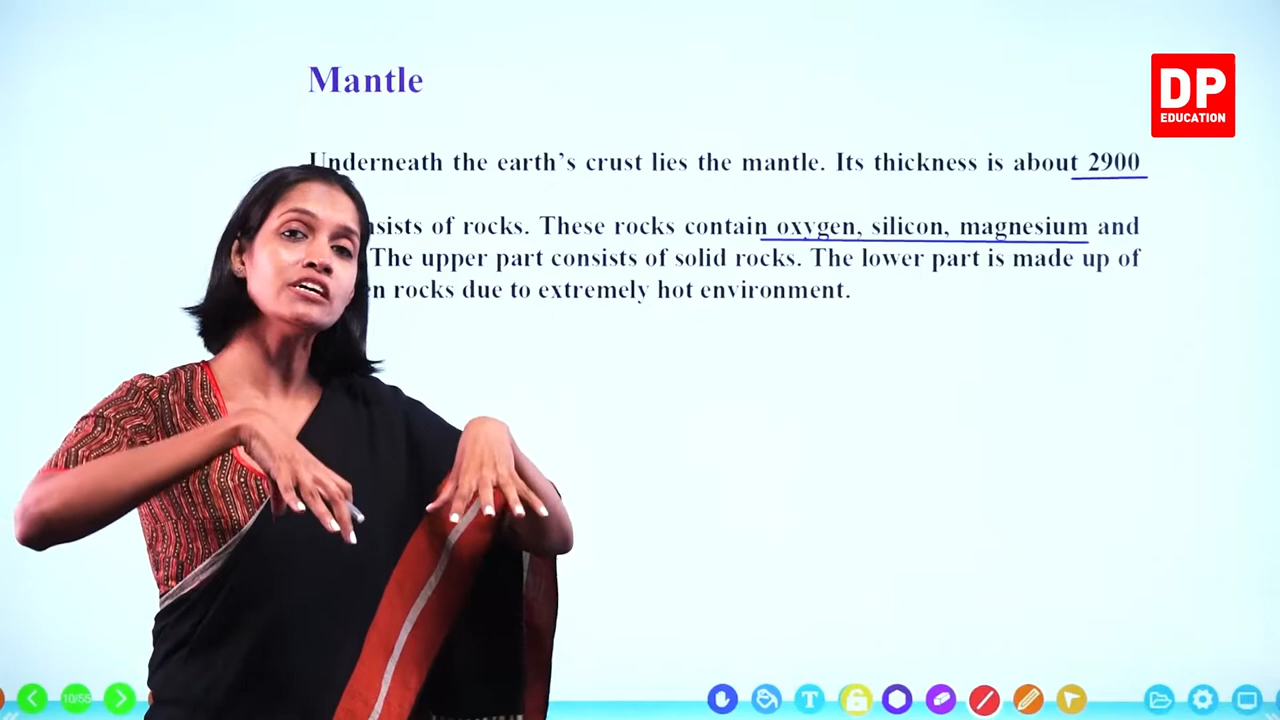 Mantle
DP
EDUCATION
Underneath the earth's crust lies the mantle. Its thickness is about 2900
of rocks. These rocks contain oxygen, silicon, magnesium and
The upper part consists of solid rocks. The lower part is made up of
rocks due to extremely hot environment.
10/55
T